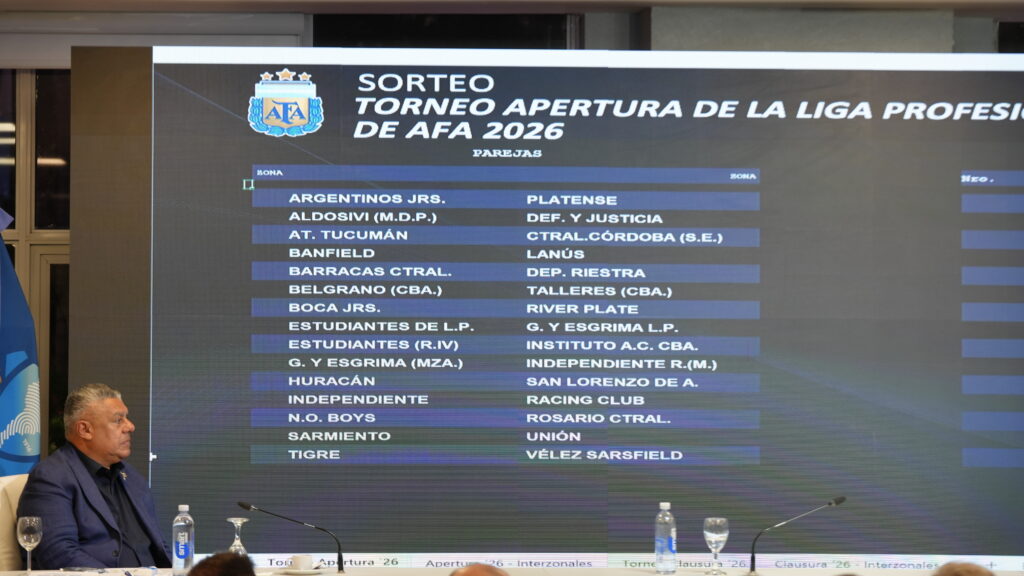 AFA
SORTEO
TORNEO APERTURA DE LA LIGA PROFESI
DE AFA 2026
PAREJAS
ZONA ZONA
Nro.
ARGENTINOS JRS. PLATENSE
ALDOSIVI (M.D.P.) DEF. Y JUSTICIA
AT. TUCUMÁN CTRAL.CÓRDOBA (S.E.)
BANFIELD LANÚS
BARRACAS CTRAL. DEP. RIESTRA
BELGRANO (CBA.) TALLERES (CBA.)
BOCA JRS. RIVER PLATE
ESTUDIANTES DE L.P. G. Y ESGRIMA L.P.
ESTUDIANTES (R.IV) INSTITUTO A.C. CBA.
G. Y ESGRIMA (MZA.) INDEPENDIENTE R.(M.)
HURACÁN SAN LORENZO DE A.
INDEPENDIENTE RACING CLUB
N.O. BOYS ROSARIO CTRAL.
SARMIENTO UNIÓN
TIGRE VÉLEZ SARSFIELD
Apertura '26 Apertura '26 - Interzonales Clausura '26 Clausura '26 - Interzonales +
smart